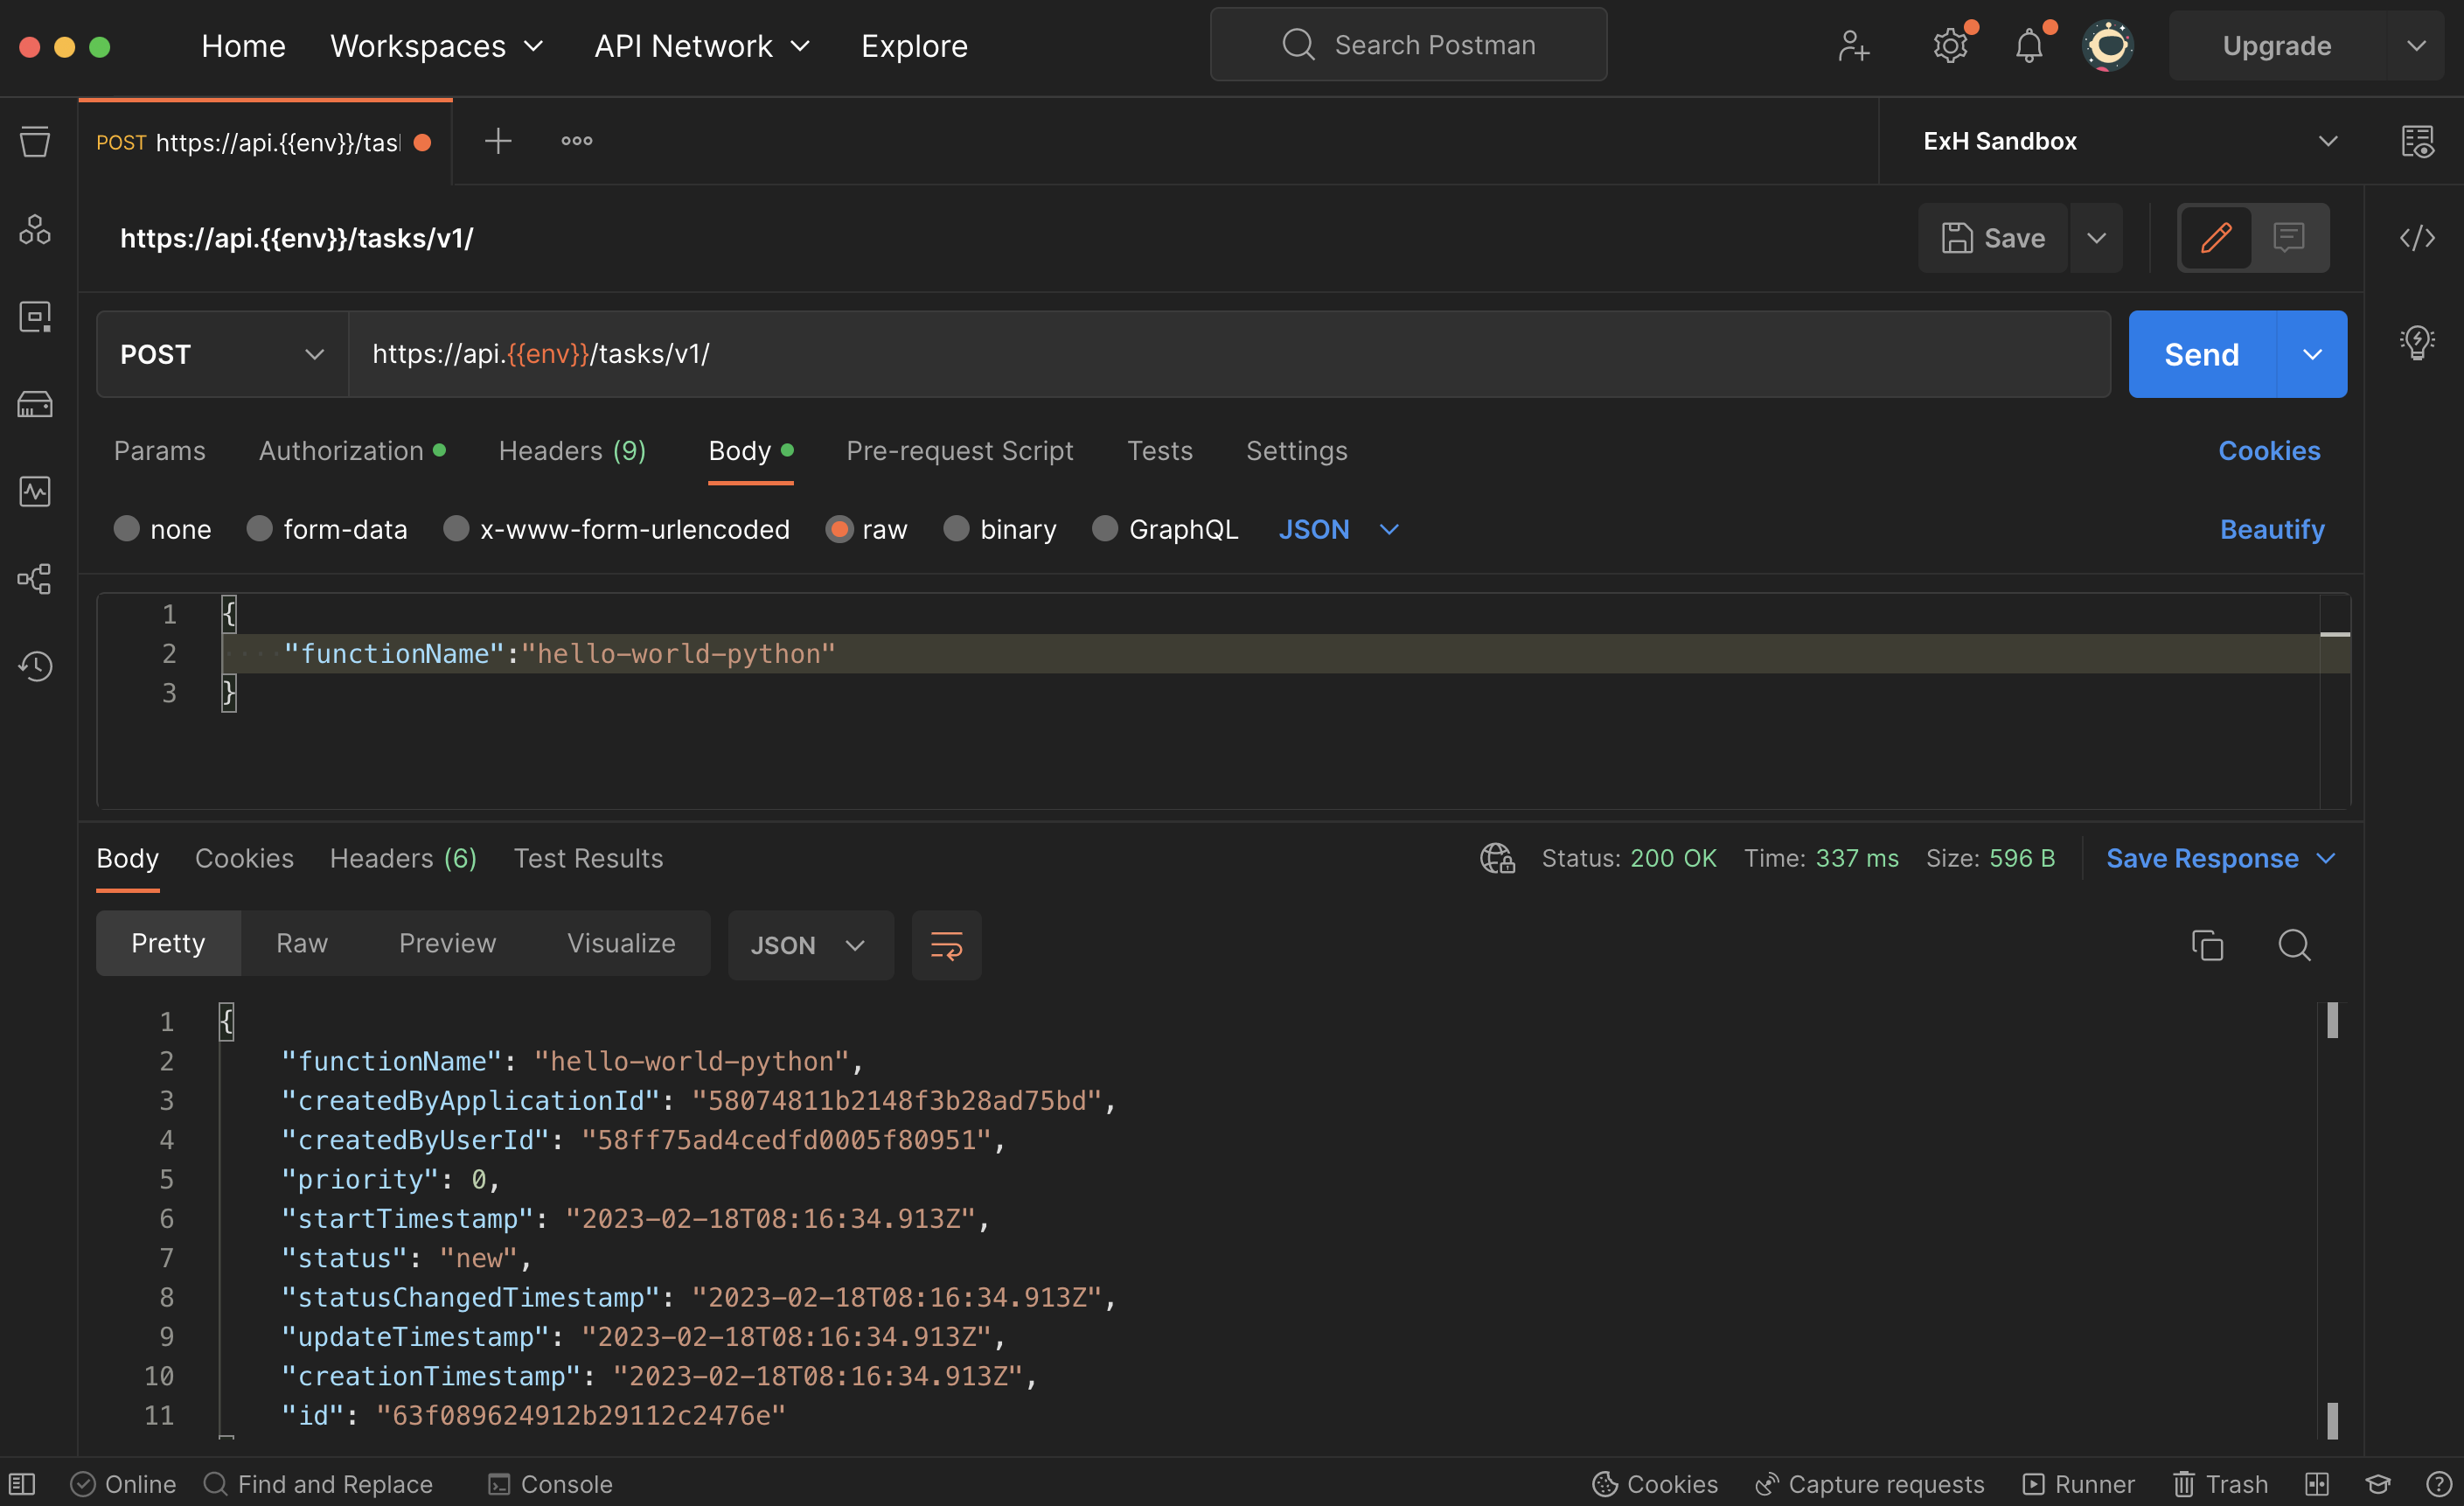 Home Workspaces API Network Explore Search Postman Upgrade
POST https://api.{{env}}/tas ExH Sandbox
https://api.{{env}}/tasks/v1/ Save
POST https://api.{{env}}/tasks/v1/ Send
Params Authorization Headers (9) Body Pre-request Script Tests Settings Cookies
none form-data x-www-form-urlencoded raw binary GraphQL JSON Beautify
1 {
2 "functionName":"hello-world-python"
3 }
Body Cookies Headers (6) Test Results Status: 200 OK Time: 337 ms Size: 596 B Save Response
Pretty Raw Preview Visualize JSON
1 {
2 "functionName": "hello-world-python",
3 "createdByApplicationId": "58074811b2148f3b28ad75bd",
4 "createdByUserId": "58ff75ad4cedfd0005f80951",
5 "priority": 0,
6 "startTimestamp": "2023-02-18T08:16:34.913Z",
7 "status": "new",
8 "statusChangedTimestamp": "2023-02-18T08:16:34.913Z",
9 "updateTimestamp": "2023-02-18T08:16:34.913Z",
10 "creationTimestamp": "2023-02-18T08:16:34.913Z",
11 "id": "63f089624912b29112c2476e"
Online Find and Replace Console Cookies Capture requests Runner Trash